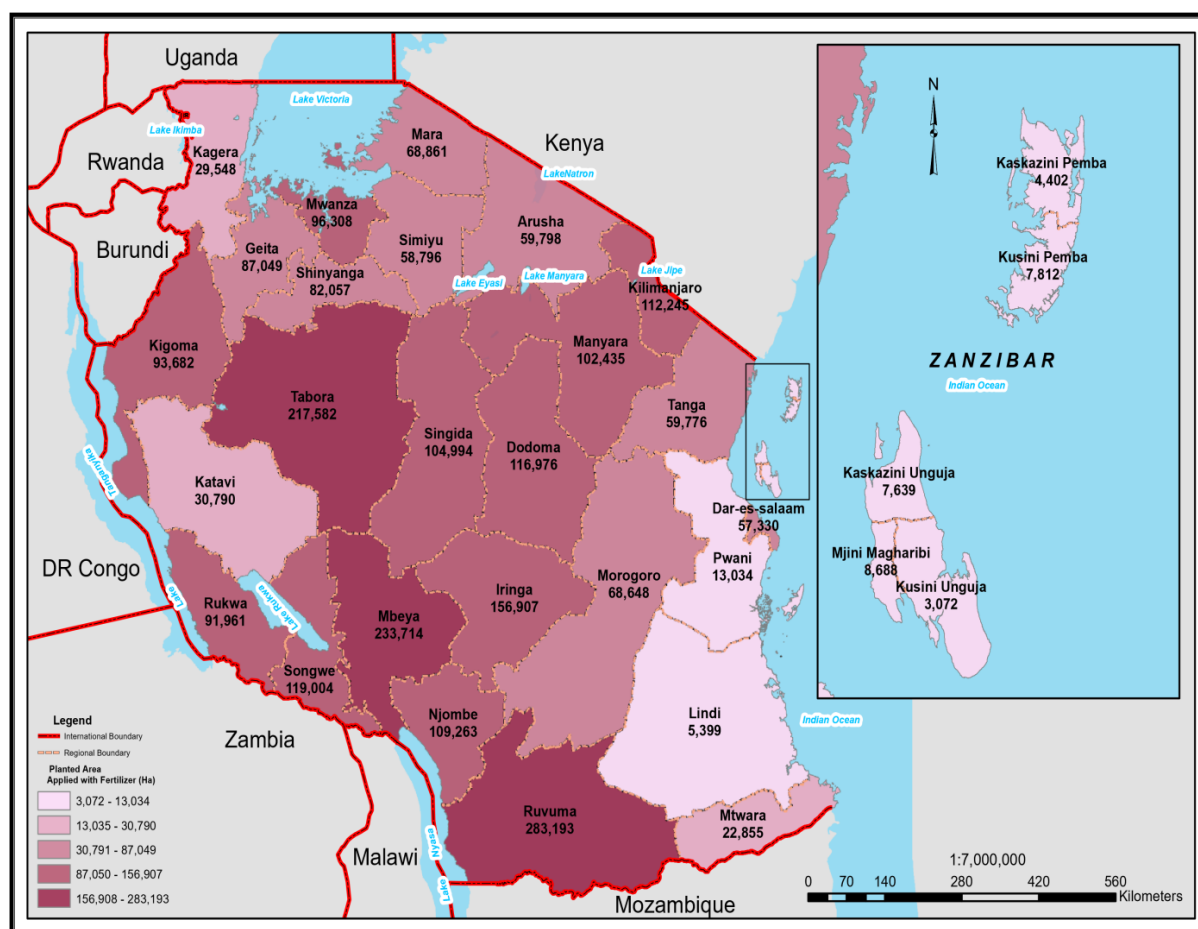 Uganda
Lake Victoria
Lake Ikimba
Kagera
29,548
Mara
68,861
Kenya
LakeNatron
Rwanda
Mwanza
96,308
Burundi
Geita
87,049
Simiyu
58,796
Arusha
59,798
Shinyanga
82,057
Lake Eyasi
Lake Manyara
Lake Jipe
Kilimanjaro
112,245
Kigoma
93,682
Manyara
102,435
Tabora
217,582
Singida
104,994
Dodoma
116,976
Tanga
59,776
Katavi
30,790
Tanganyika
Lake
Dar-es-salaam
57,330
Pwani
13,034
DR Congo
Rukwa
91,961
Lake Rukwa
Mbeya
233,714
Iringa
156,907
Morogoro
68,648
Songwe
119,004
Njombe
109,263
Lindi
5,399
Indian Ocean
Zambia
Ruvuma
283,193
Mtwara
22,855
Malawi
Nyasa
Lake
Mozambique
N
Kaskazini Pemba
4,402
Kusini Pemba
7,812
ZANZIBAR
Indian Ocean
Kaskazini Unguja
7,639
Mjini Magharibi
8,688
Kusini Unguja
3,072
Legend
International Boundary
Regional Boundary
Planted Area
Applied with Fertilizer (Ha)
3,072 - 13,034
13,035 - 30,790
30,791 - 87,049
87,050 - 156,907
156,908 - 283,193
1:7,000,000
0 70 140 280 420 560
Kilometers